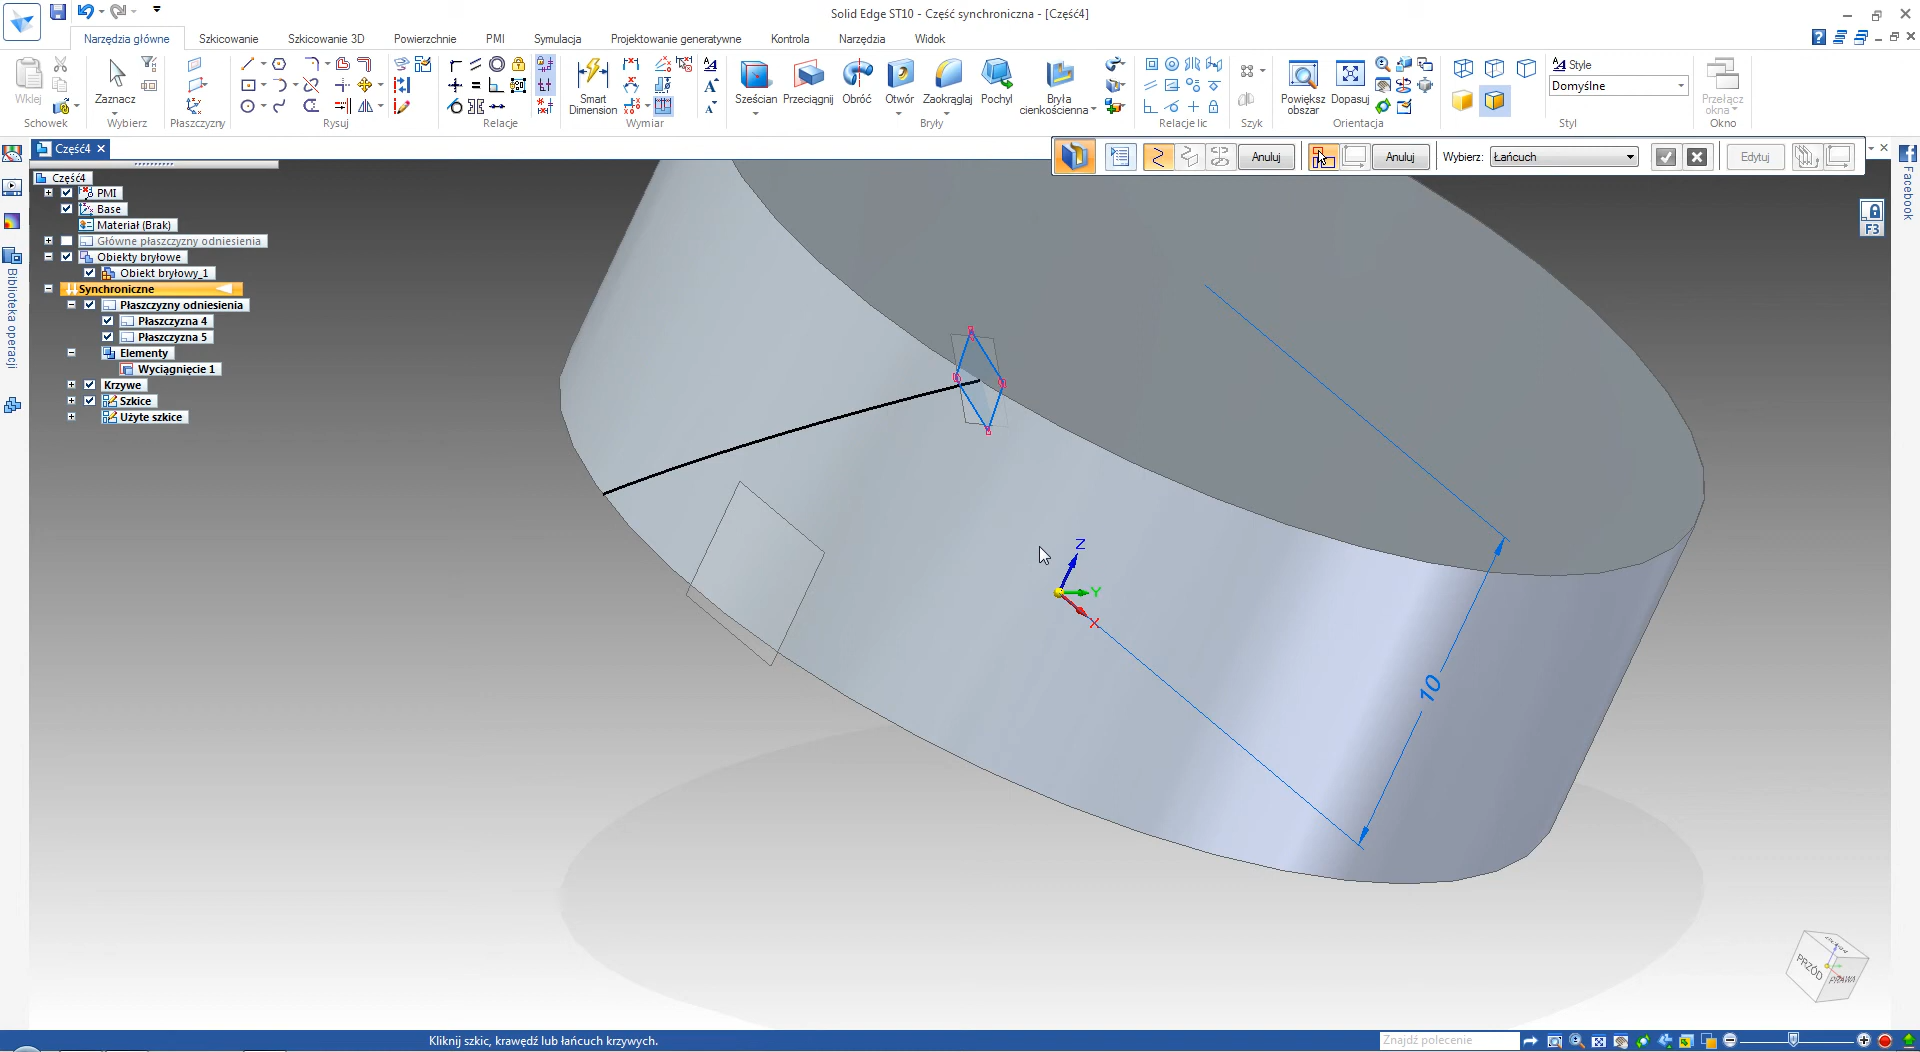 Solid Edge ST10 - Część synchroniczna - [Część4]
Narzędzia główne Szkicowanie Szkicowanie 3D Powierzchnie PMI Symulacja Projektowanie generatywne Kontrola Narzędzia Widok
Wklej
Schowek
Zaznacz
Wybierz
Płaszczyzny
Rysuj
Relacje
Smart
Dimension
Wymiar
Sześcian Przeciągnij Obróć Otwór Zaokrąglaj Pochyl
Bryła
cienkościenna
Bryły
Relacje lic
Szyk
Powiększ
obszar
Dopasuj
Orientacja
Style
Domyślne
Styl
Przełącz
okna
Okno
Część4
Anuluj Anuluj Wybierz: Łańcuch Edytuj
Część4
PMI
Base
Materiał (Brak)
Główne płaszczyzny odniesienia
Obiekty bryłowe
Obiekt bryłowy_1
Synchroniczne
Płaszczyzny odniesienia
Płaszczyzna 4
Płaszczyzna 5
Elementy
Wyciągnięcie 1
Krzywe
Szkice
Użyte szkice
Biblioteka operacji
Facebook
F3
Z
Y
X
10
PRZÓD
PRAWA
Kliknij szkic, krawędź lub łańcuch krzywych.
Znajdź polecenie